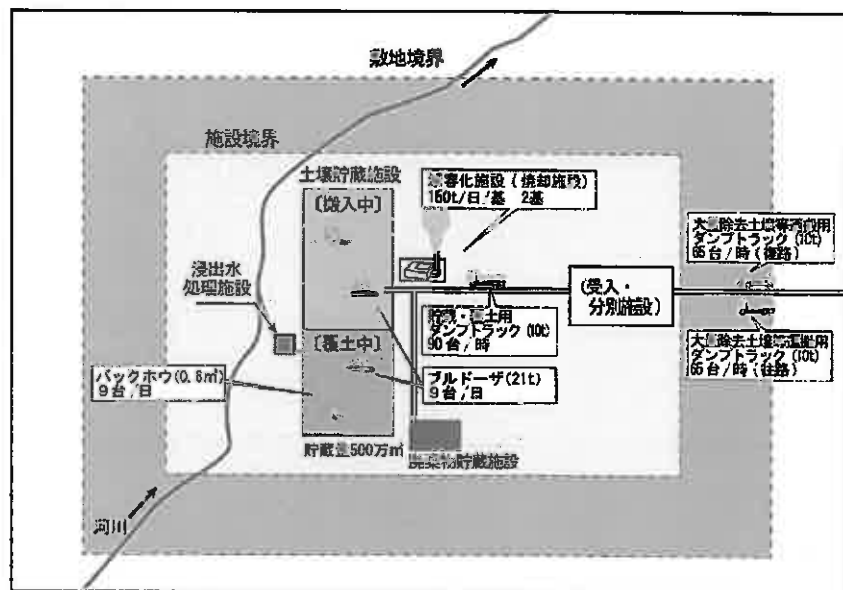 敷地境界
施設境界
土壌貯蔵施設
〔搬入中〕
減容化施設(焼却施設)
150t/日/基 2基
大量除去土壌等運搬用
ダンプトラック(10t)
65台/時(復路)
浸出水
処理施設
(受入・
分別施設)
貯蔵・覆土用
ダンプトラック(10t)
90台/時
大量除去土壌等運搬用
ダンプトラック(10t)
65台/時(往路)
〔覆土中〕
バックホウ(0.6㎥)
9台/日
ブルドーザ(21t)
9台/日
貯蔵量500万㎥
廃棄物貯蔵施設
河川